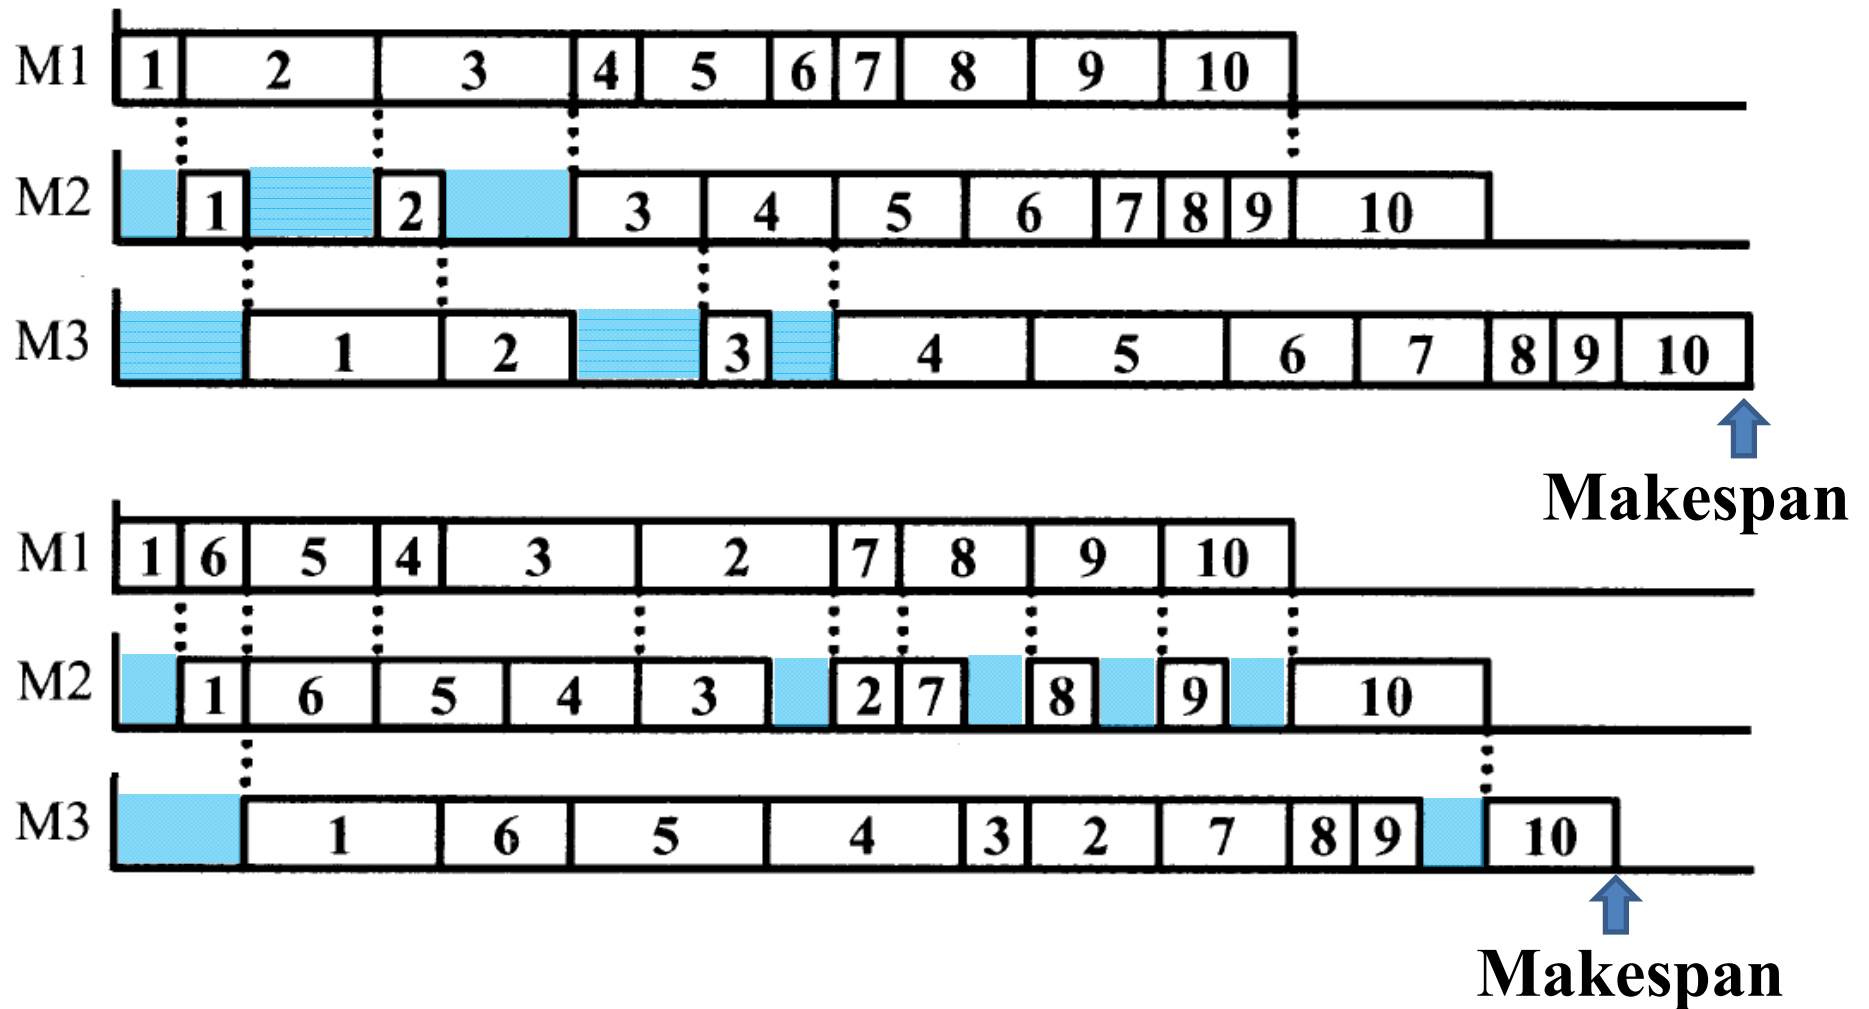 M1 1 2 3 4 5 6 7 8 9 10
M2 1 2 3 4 5 6 7 8 9 10
M3 1 2 3 4 5 6 7 8 9 10
Makespan
M1 1 6 5 4 3 2 7 8 9 10
M2 1 6 5 4 3 2 7 8 9 10
M3 1 6 5 4 3 2 7 8 9 10
Makespan